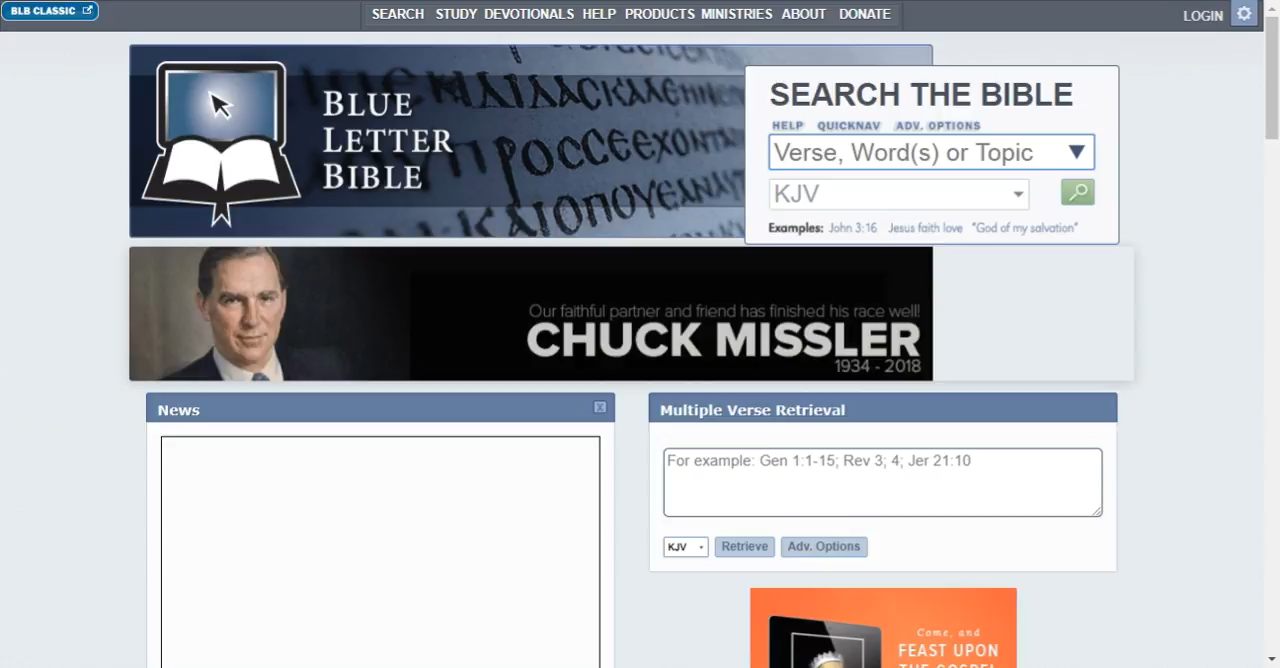 BLB CLASSIC
SEARCH STUDY DEVOTIONALS HELP PRODUCTS MINISTRIES ABOUT DONATE
LOGIN
BLUE
LETTER
BIBLE
SEARCH THE BIBLE
HELP QUICKNAV ADV. OPTIONS
Verse, Word(s) or Topic
KJV
Examples: John 3:16 Jesus faith love "God of my salvation"
Our faithful partner and friend has finished his race well!
CHUCK MISSLER
1934 - 2018
News
Multiple Verse Retrieval
For example: Gen 1:1-15; Rev 3; 4; Jer 21:10
KJV Retrieve Adv. Options
Come, and
FEAST UPON
THE GOSPEL